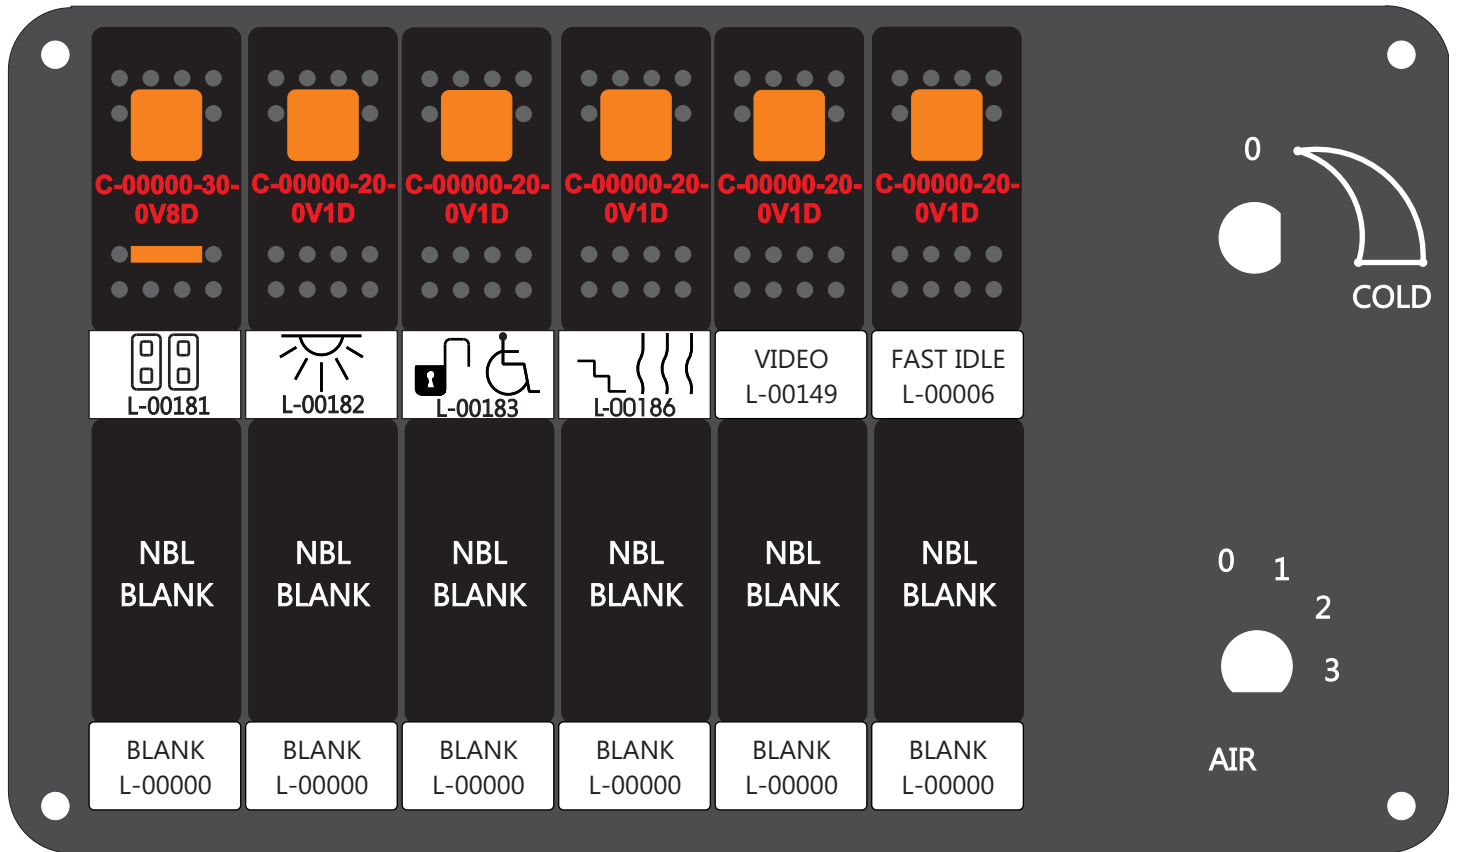 C-00000-30-
0V8D
C-00000-20-
0V1D
C-00000-20-
0V1D
C-00000-20-
0V1D
C-00000-20-
0V1D
C-00000-20-
0V1D
L-00181
L-00182
L-00183
L-00186
VIDEO
L-00149
FAST IDLE
L-00006
NBL
BLANK
NBL
BLANK
NBL
BLANK
NBL
BLANK
NBL
BLANK
NBL
BLANK
BLANK
L-00000
BLANK
L-00000
BLANK
L-00000
BLANK
L-00000
BLANK
L-00000
BLANK
L-00000
0
COLD
0
1
2
3
AIR